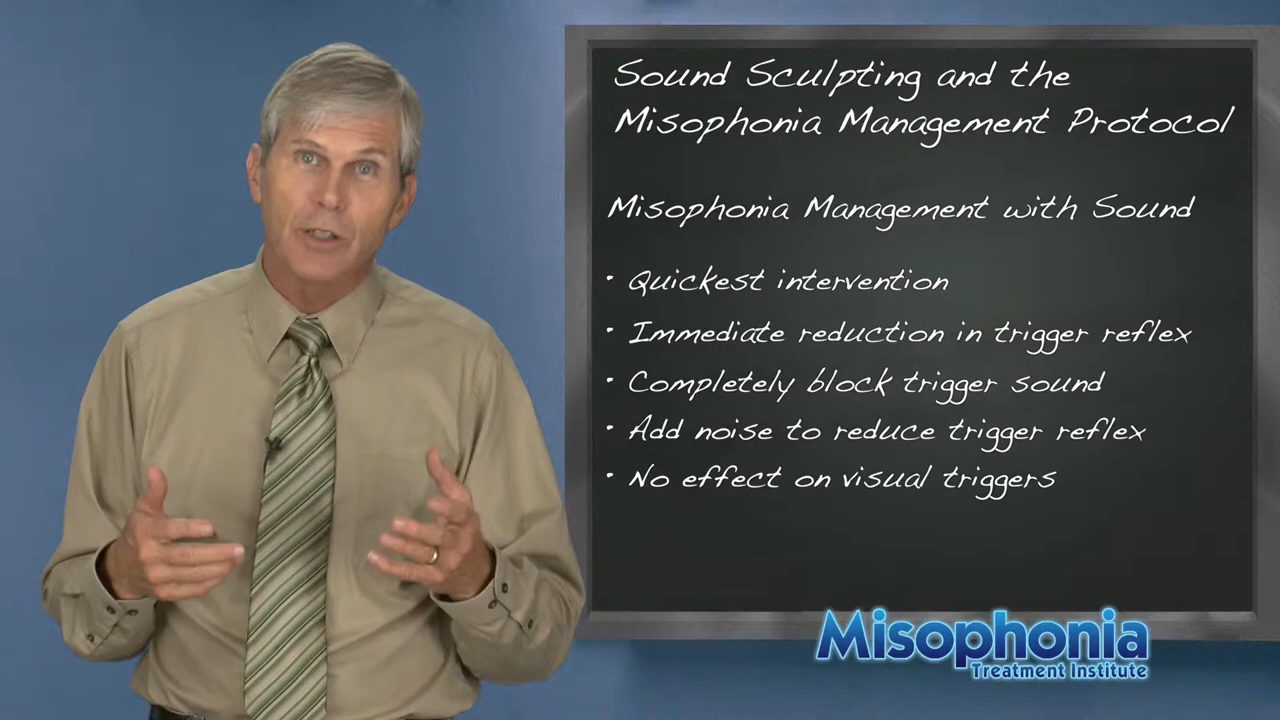 Sound Sculpting and the
Misophonia Management Protocol
Misophonia Management with Sound
• Quickest intervention
• Immediate reduction in trigger reflex
• Completely block trigger sound
• Add noise to reduce trigger reflex
• No effect on visual triggers
Misophonia
Treatment Institute